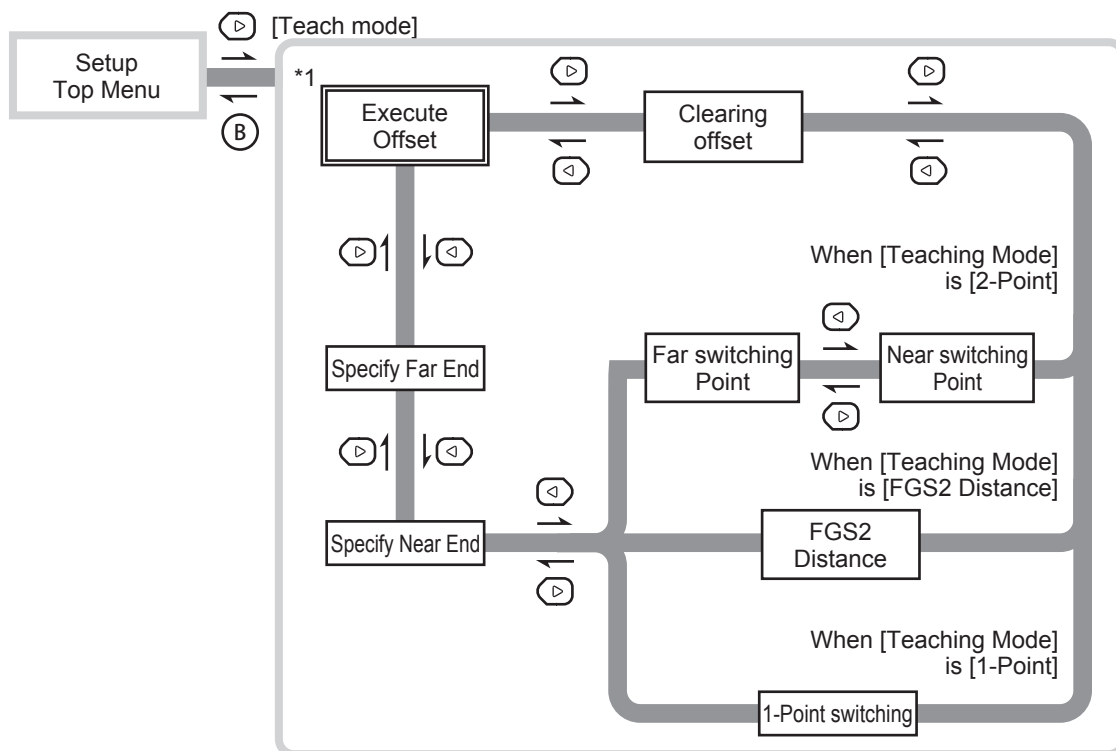 [Teach mode]
Setup
Top Menu
B
*1
Execute
Offset
Clearing
offset
When [Teaching Mode]
is [2-Point]
Specify Far End
Far switching
Point
Near switching
Point
When [Teaching Mode]
is [FGS2 Distance]
Specify Near End
FGS2
Distance
When [Teaching Mode]
is [1-Point]
1-Point switching